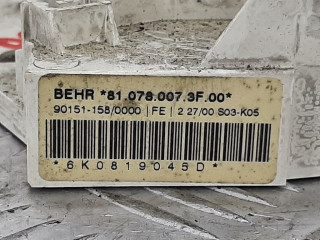 BEHR *81.078.007.3F.00*
90151-158/0000 | FE | 2 27/00 S03-K05
*6K0819045D*